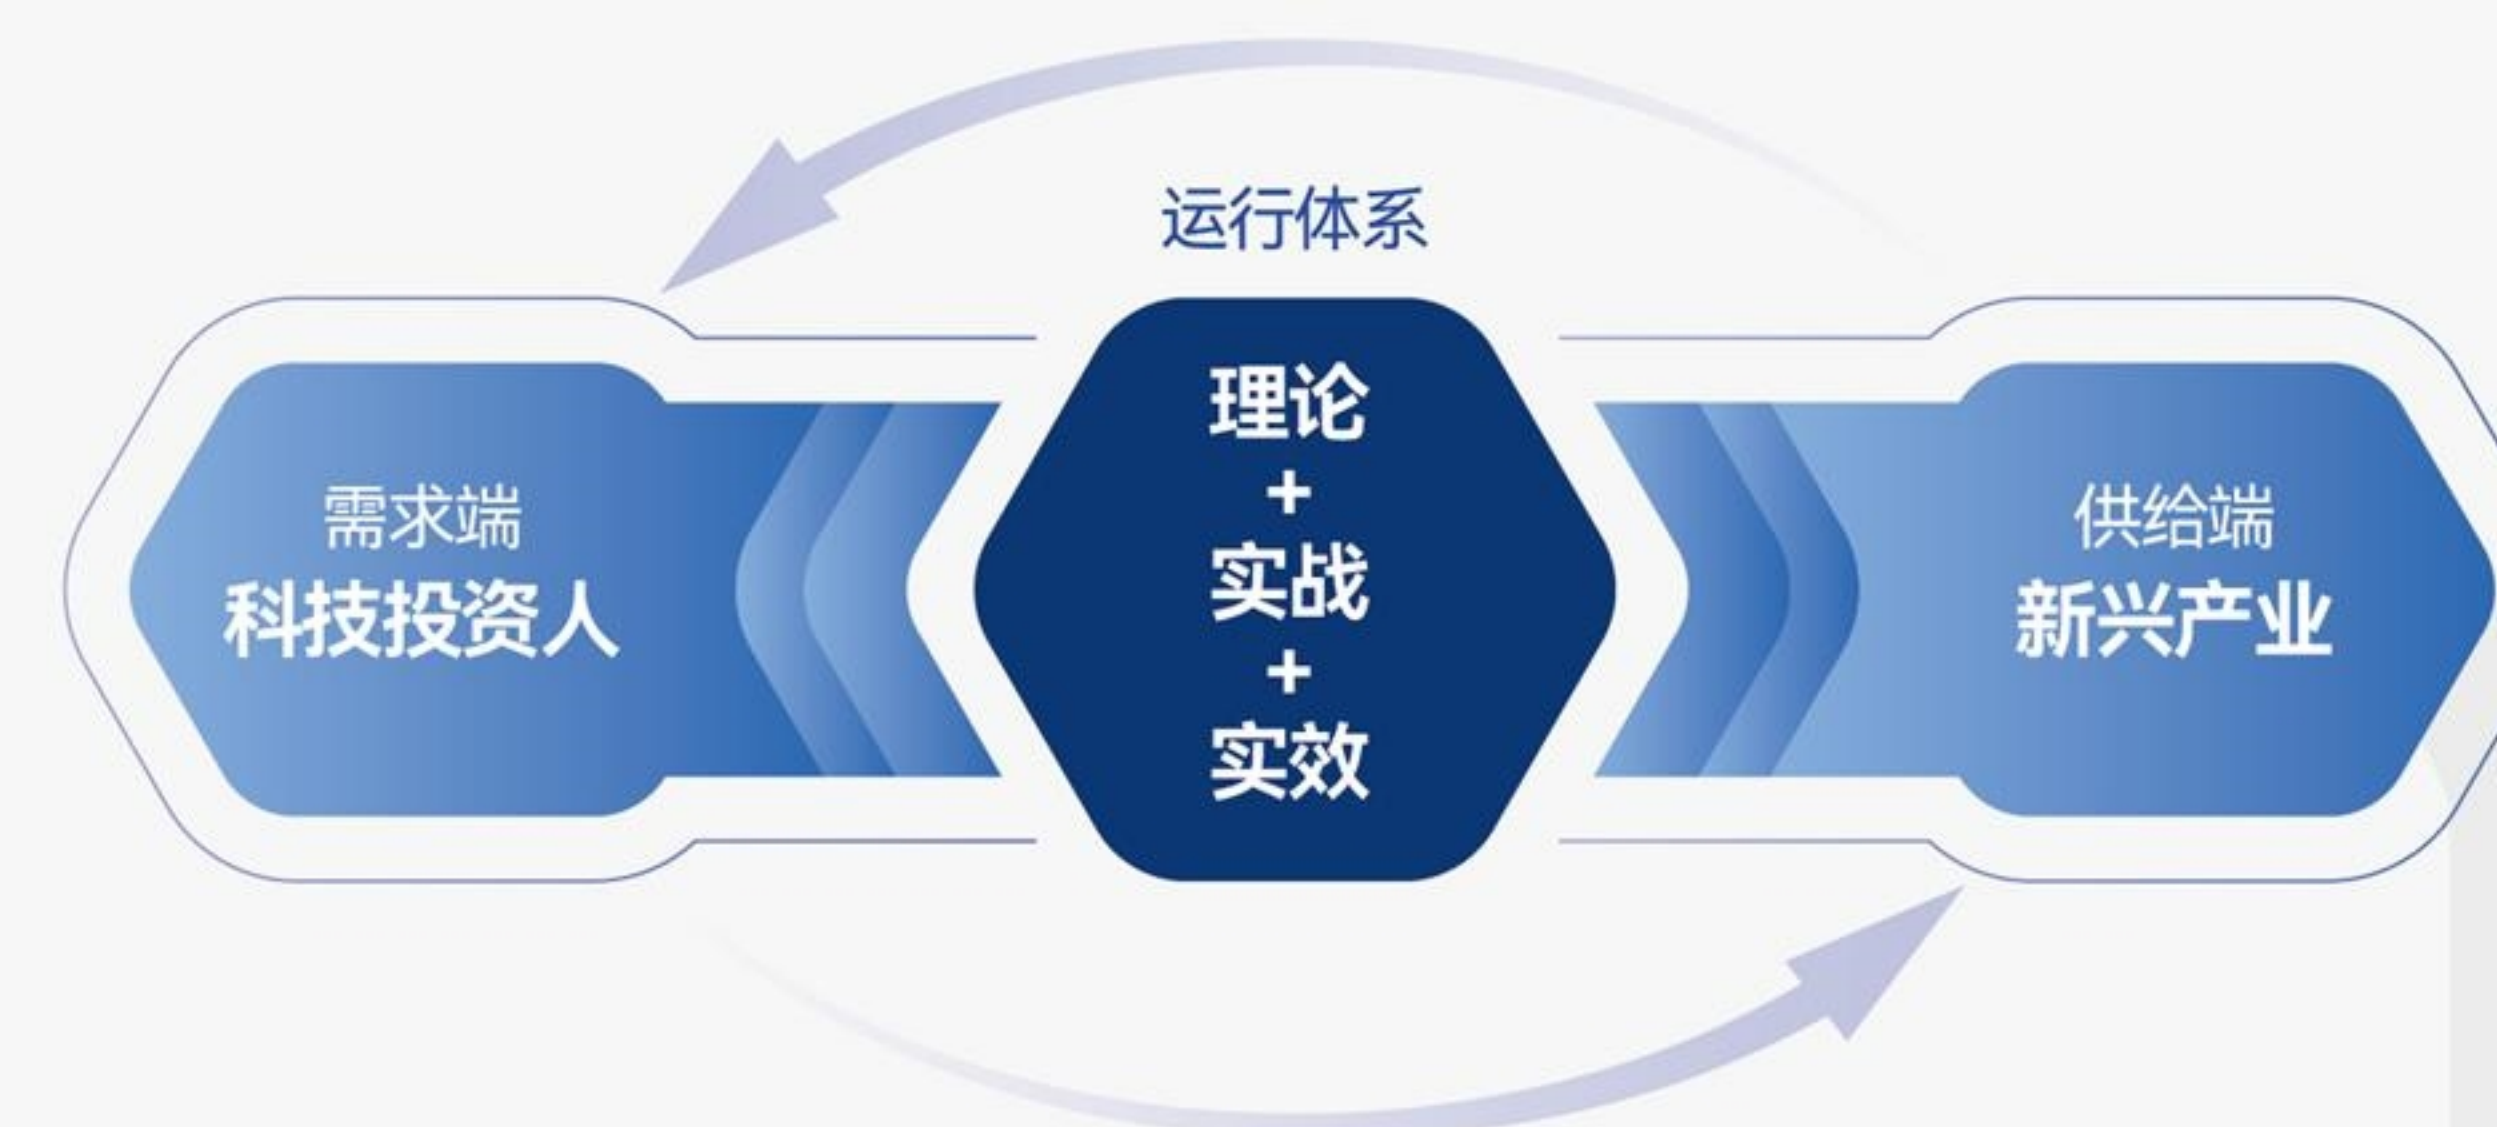 运行体系
需求端
科技投资人
理论
+
实战
+
实效
供给端
新兴产业